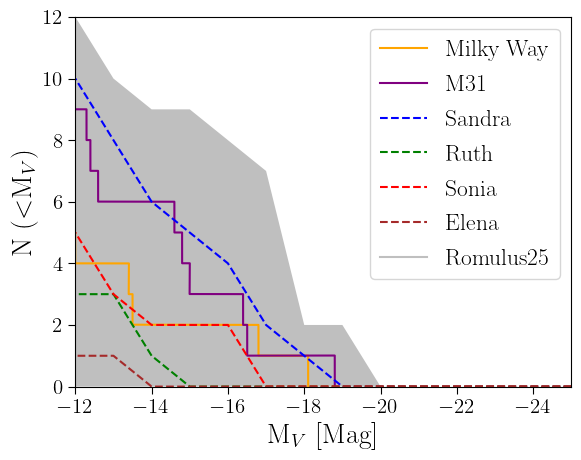 12
10
8
6
4
2
0
N (<M_V)
Milky Way
M31
Sandra
Ruth
Sonia
Elena
Romulus25
−12 −14 −16 −18 −20 −22 −24
M_V [Mag]